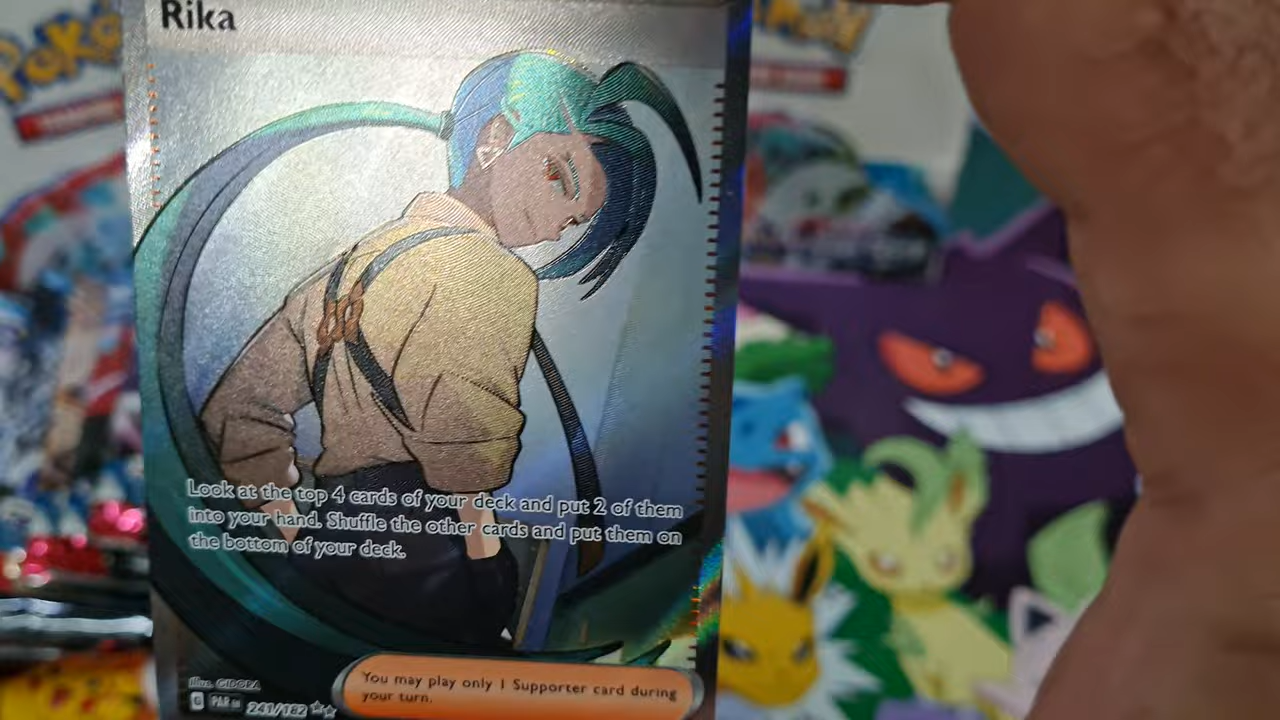 Rika
Look at the top 4 cards of your deck and put 2 of them
into your hand. Shuffle the other cards and put them on
the bottom of your deck.
Illus. GIDORA
You may play only 1 Supporter card during
your turn.
G PAR EN 241/182